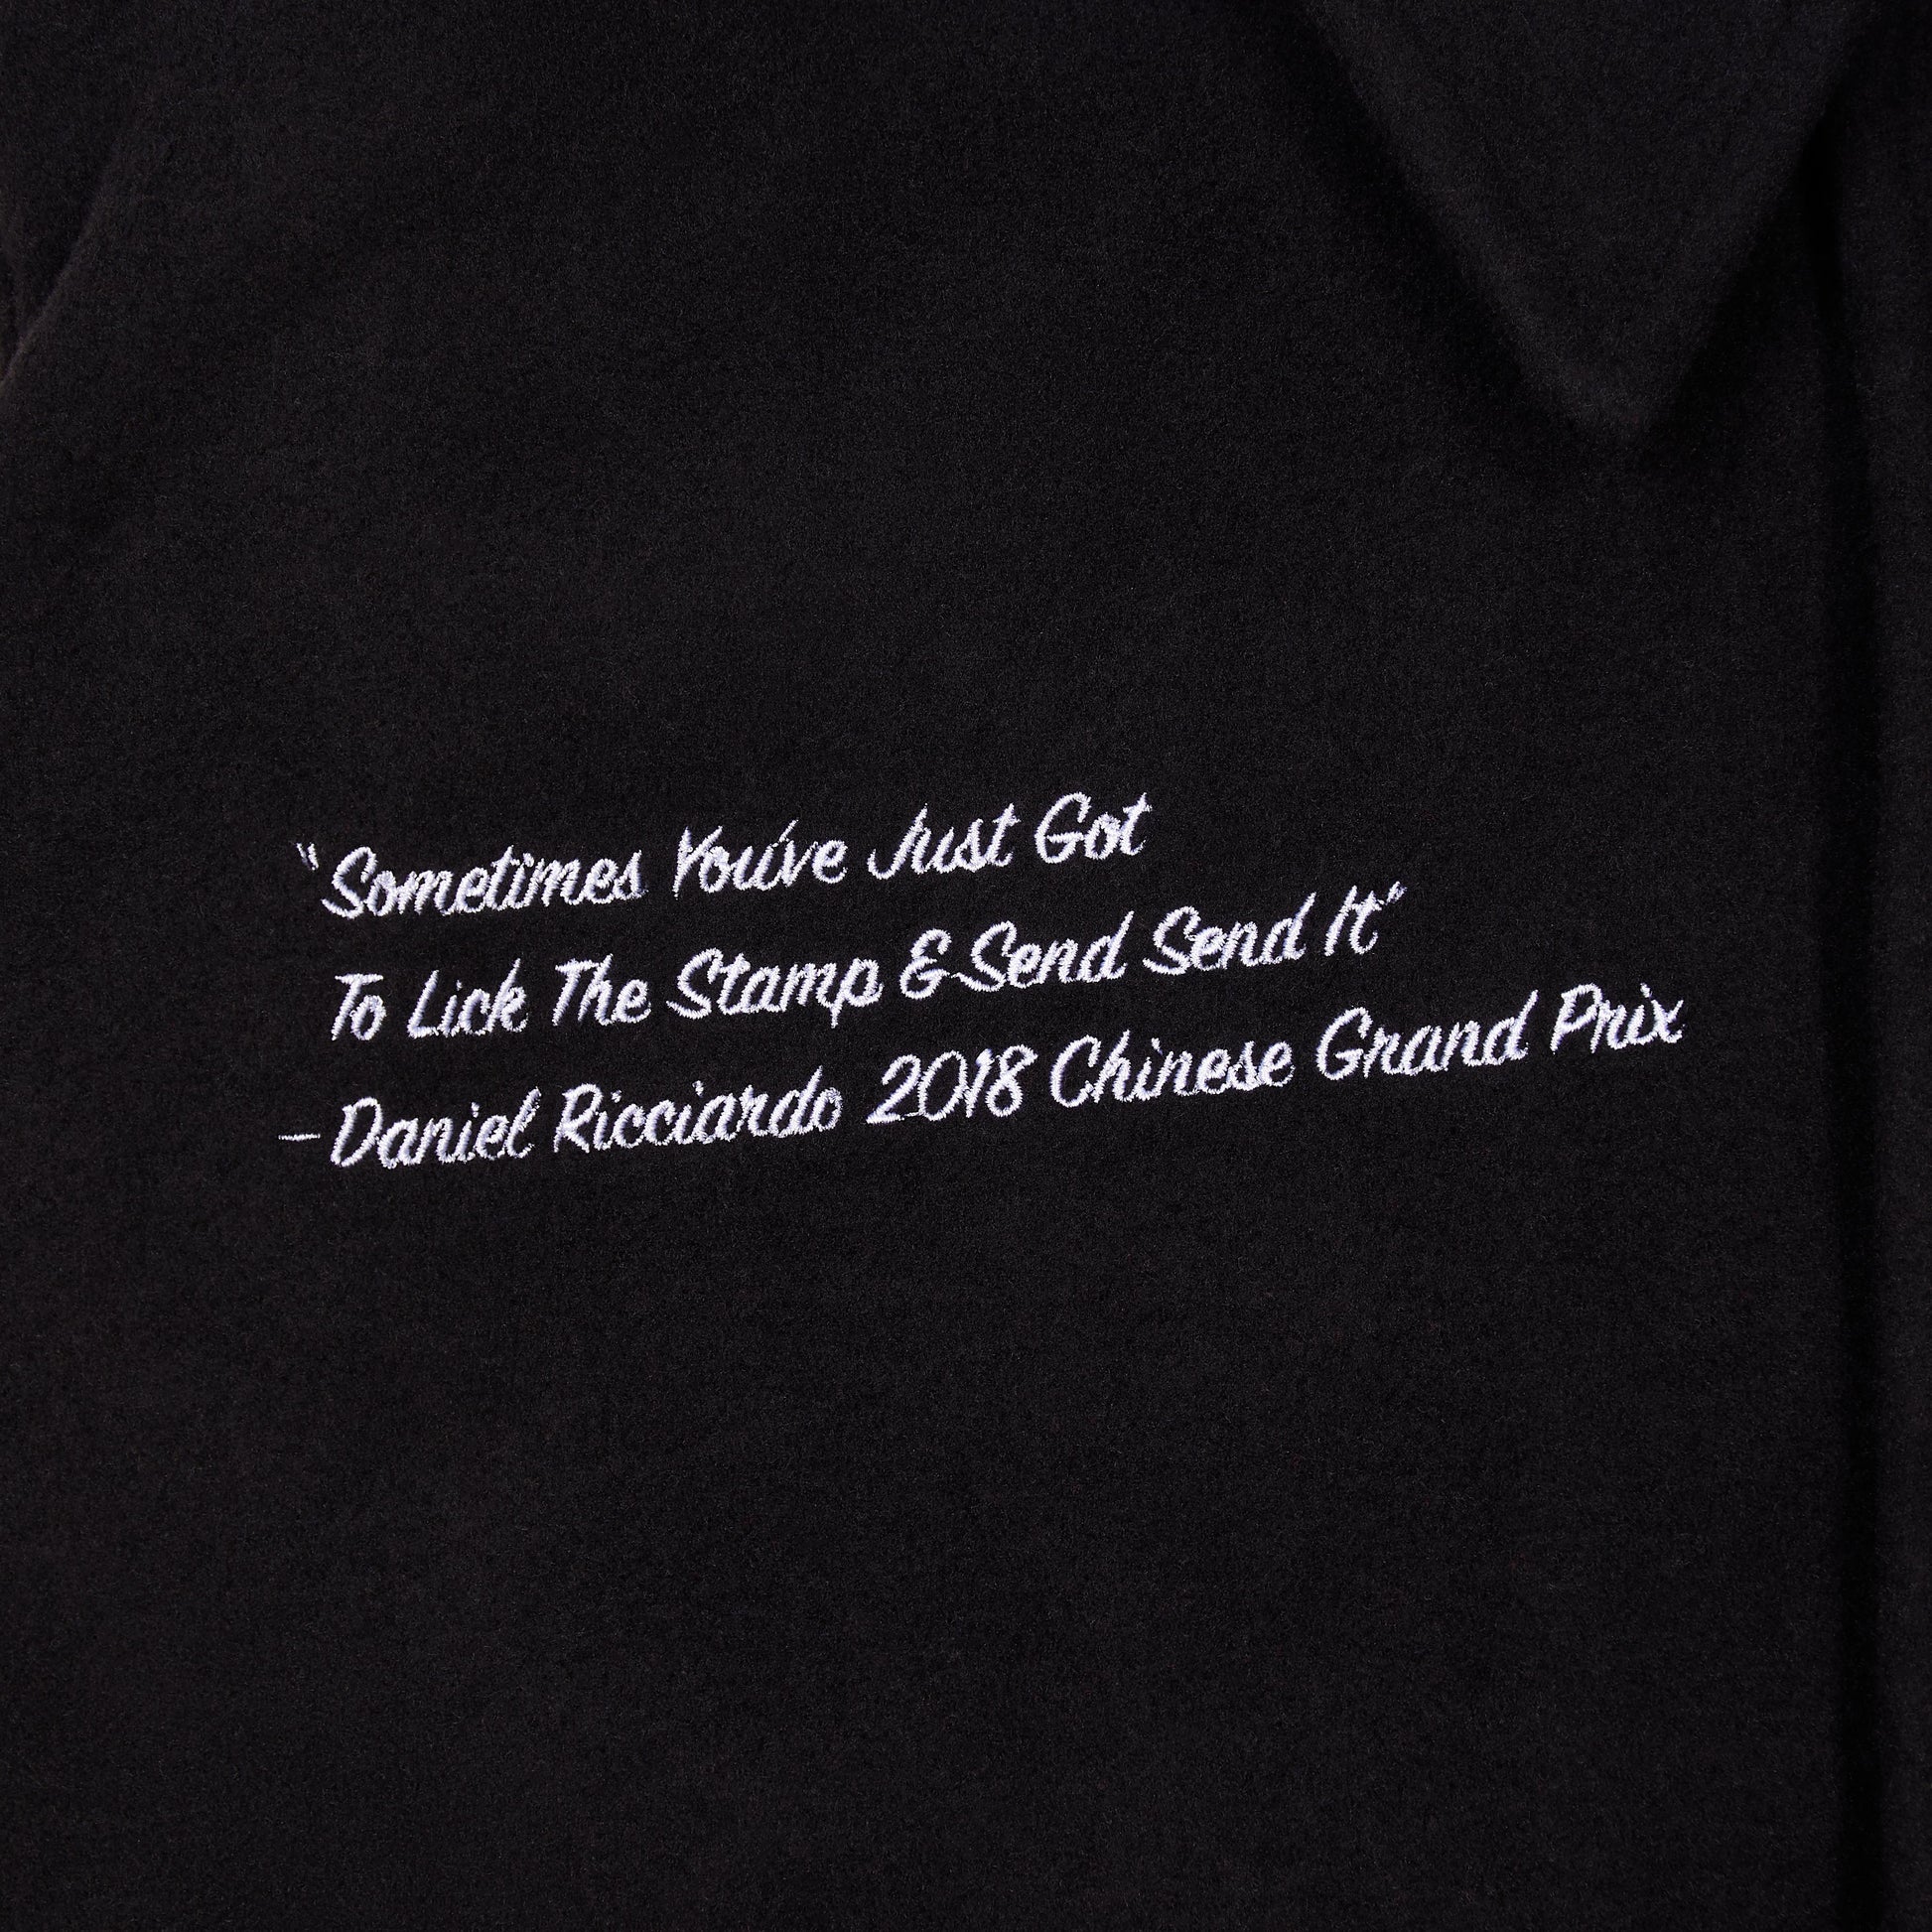 "Sometimes You've Just Got
To Lick The Stamp & Send Send It"
– Daniel Ricciardo 2018 Chinese Grand Prix